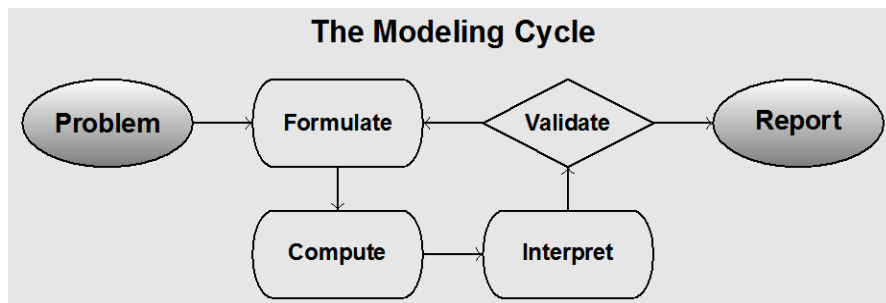 The Modeling Cycle
Problem
Formulate
Validate
Report
Compute
Interpret